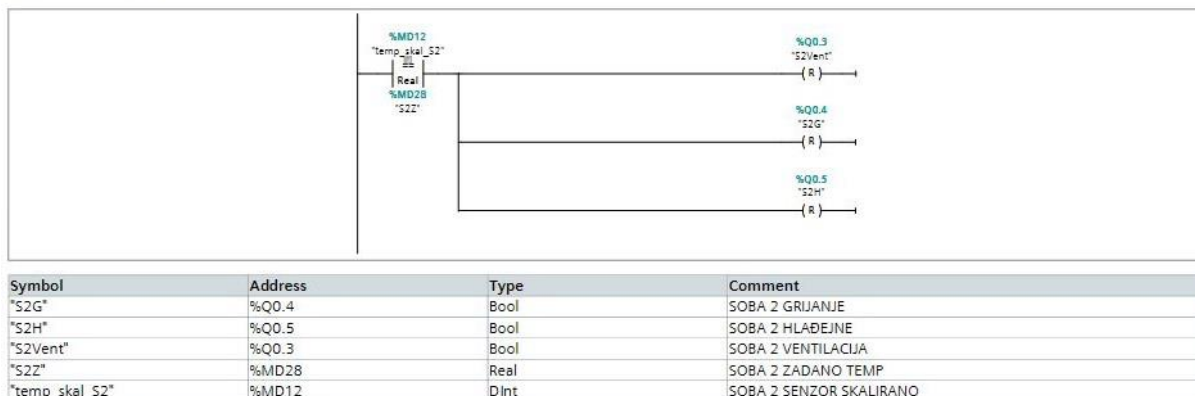 %MD12
"temp_skal_S2"
==
Real
%MD28
"S2Z"
%Q0.3
"S2Vent"
( R )
%Q0.4
"S2G"
( R )
%Q0.5
"S2H"
( R )
Symbol Address Type Comment
"S2G" %Q0.4 Bool SOBA 2 GRIJANJE
"S2H" %Q0.5 Bool SOBA 2 HLAĐEJNE
"S2Vent" %Q0.3 Bool SOBA 2 VENTILACIJA
"S2Z" %MD28 Real SOBA 2 ZADANO TEMP
"temp_skal_S2" %MD12 DInt SOBA 2 SENZOR SKALIRANO